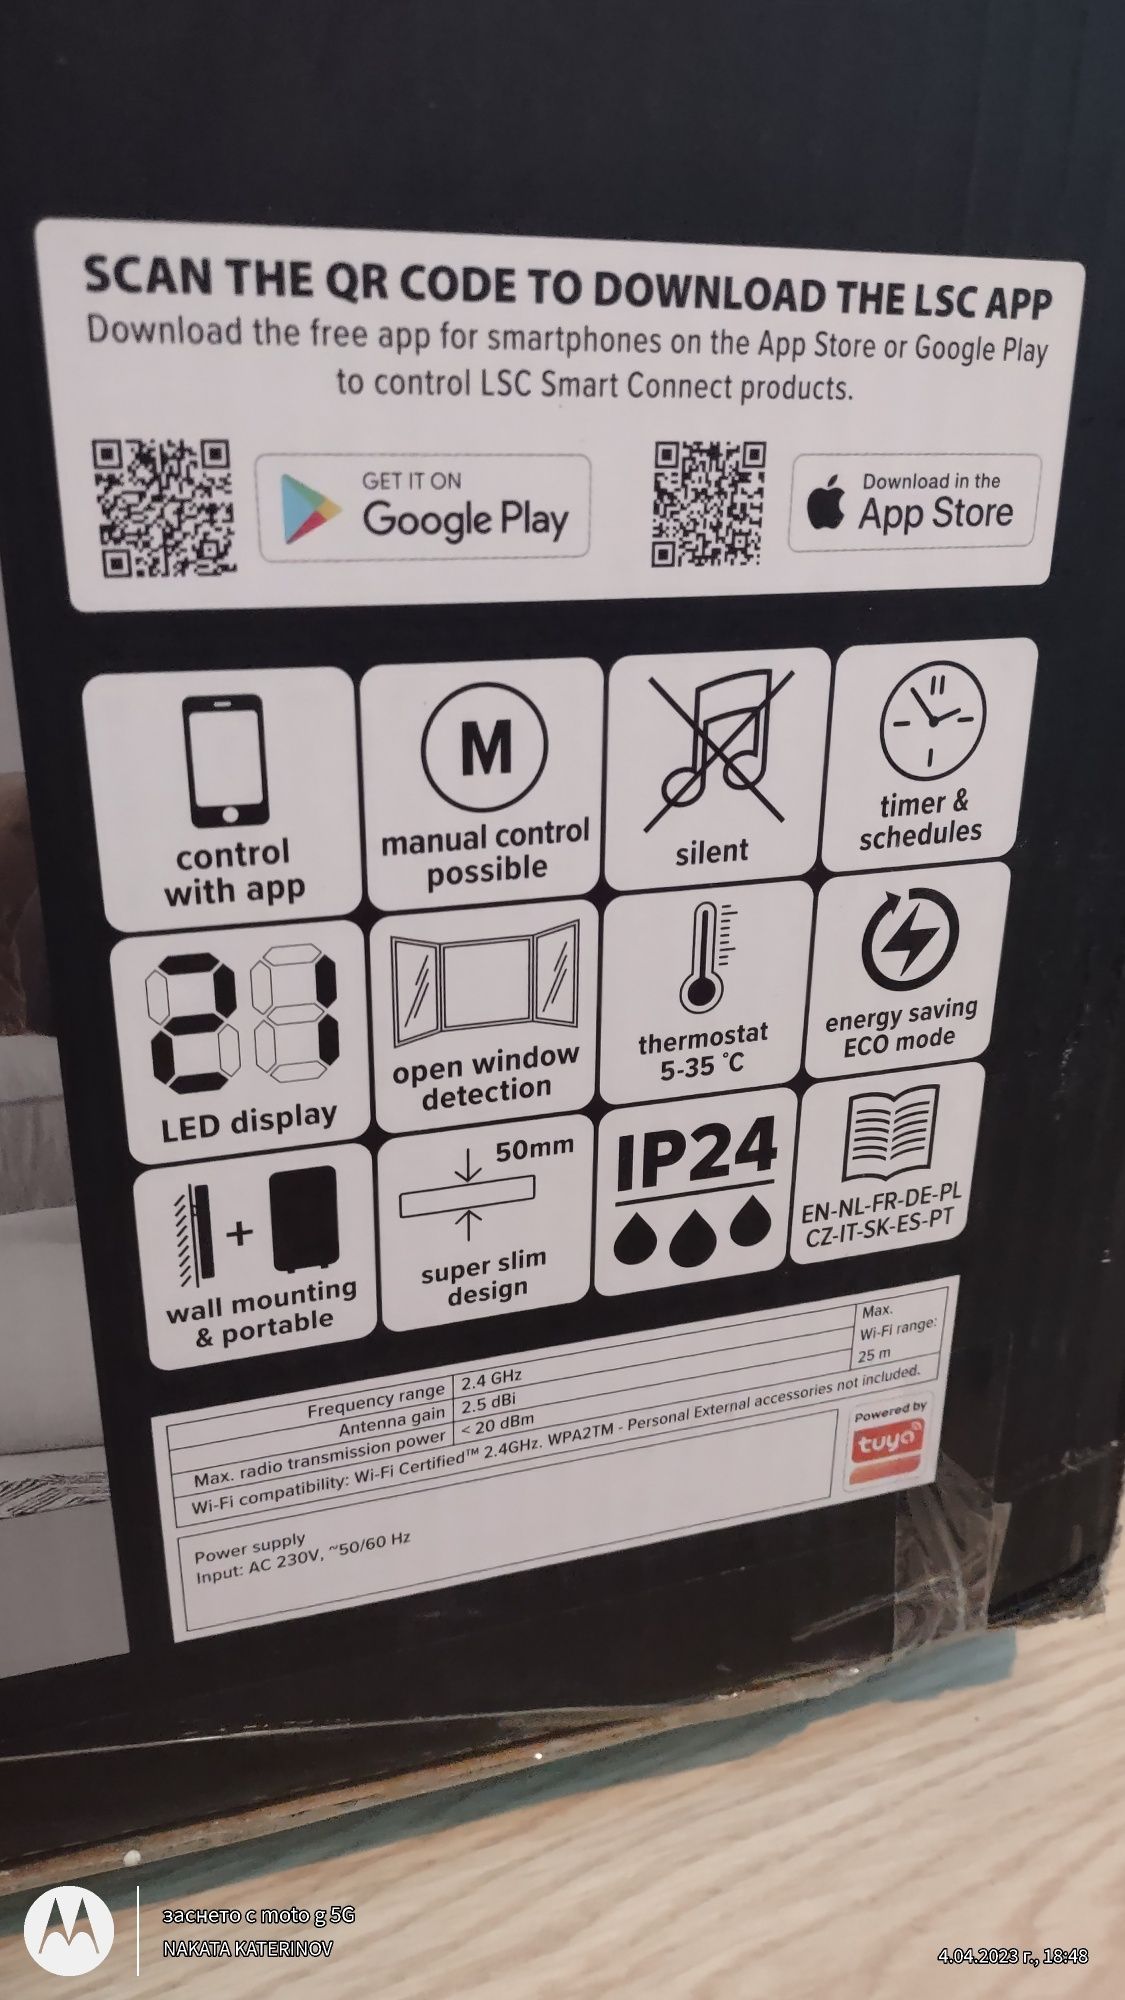 SCAN THE QR CODE TO DOWNLOAD THE LSC APP
Download the free app for smartphones on the App Store or Google Play
to control LSC Smart Connect products.
GET IT ON
Google Play
Download in the
App Store
control
with app
M
manual control
possible
silent
timer &
schedules
LED display
open window
detection
thermostat
5-35 °C
energy saving
ECO mode
+
wall mounting
& portable
50mm
super slim
design
IP24
EN-NL-FR-DE-PL
CZ-IT-SK-ES-PT
Frequency range 2.4 GHz
Antenna gain 2.5 dBi
Max. radio transmission power < 20 dBm
Max.
Wi-Fi range:
25 m
Wi-Fi compatibility: Wi-Fi Certified™ 2.4GHz. WPA2TM - Personal External accessories not included.
Power supply
Input: AC 230V, ~50/60 Hz
Powered by
tuya
заснето с moto g 5G
NAKATA KATERINOV
4.04.2023 г., 18:48